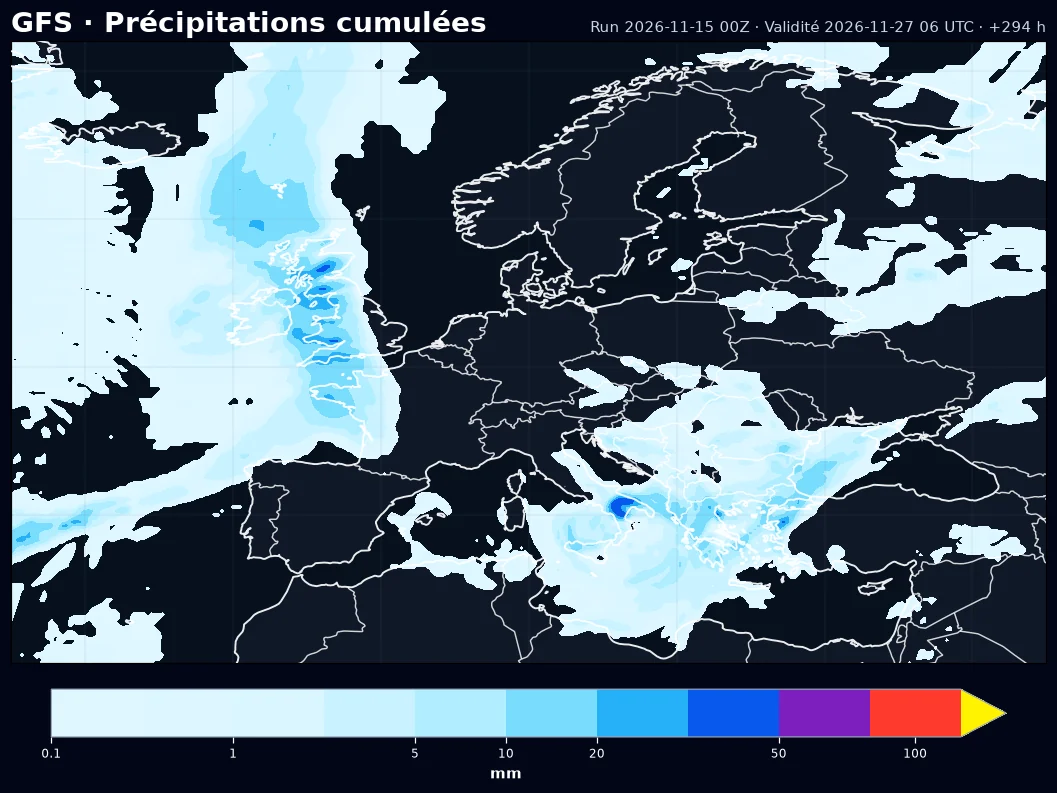 GFS · Précipitations cumulées
Run 2026-11-15 00Z · Validité 2026-11-27 06 UTC · +294 h
0.1 1 5 10 20 50 100
mm